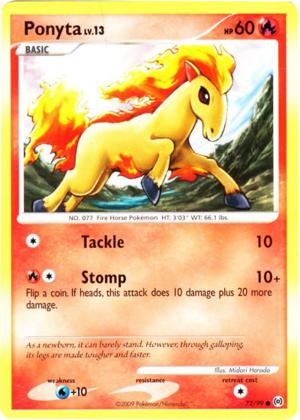 Ponyta LV.13 HP 60
BASIC
NO. 077 Fire Horse Pokémon HT: 3'03" WT: 66.1 lbs.
Tackle 10
Stomp 10+
Flip a coin. If heads, this attack does 10 damage plus 20 more
damage.
As a newborn, it can barely stand. However, through galloping,
its legs are made tougher and faster.
Illus. Midori Harada
weakness resistance retreat cost
+10
©2009 Pokémon/Nintendo 72/99